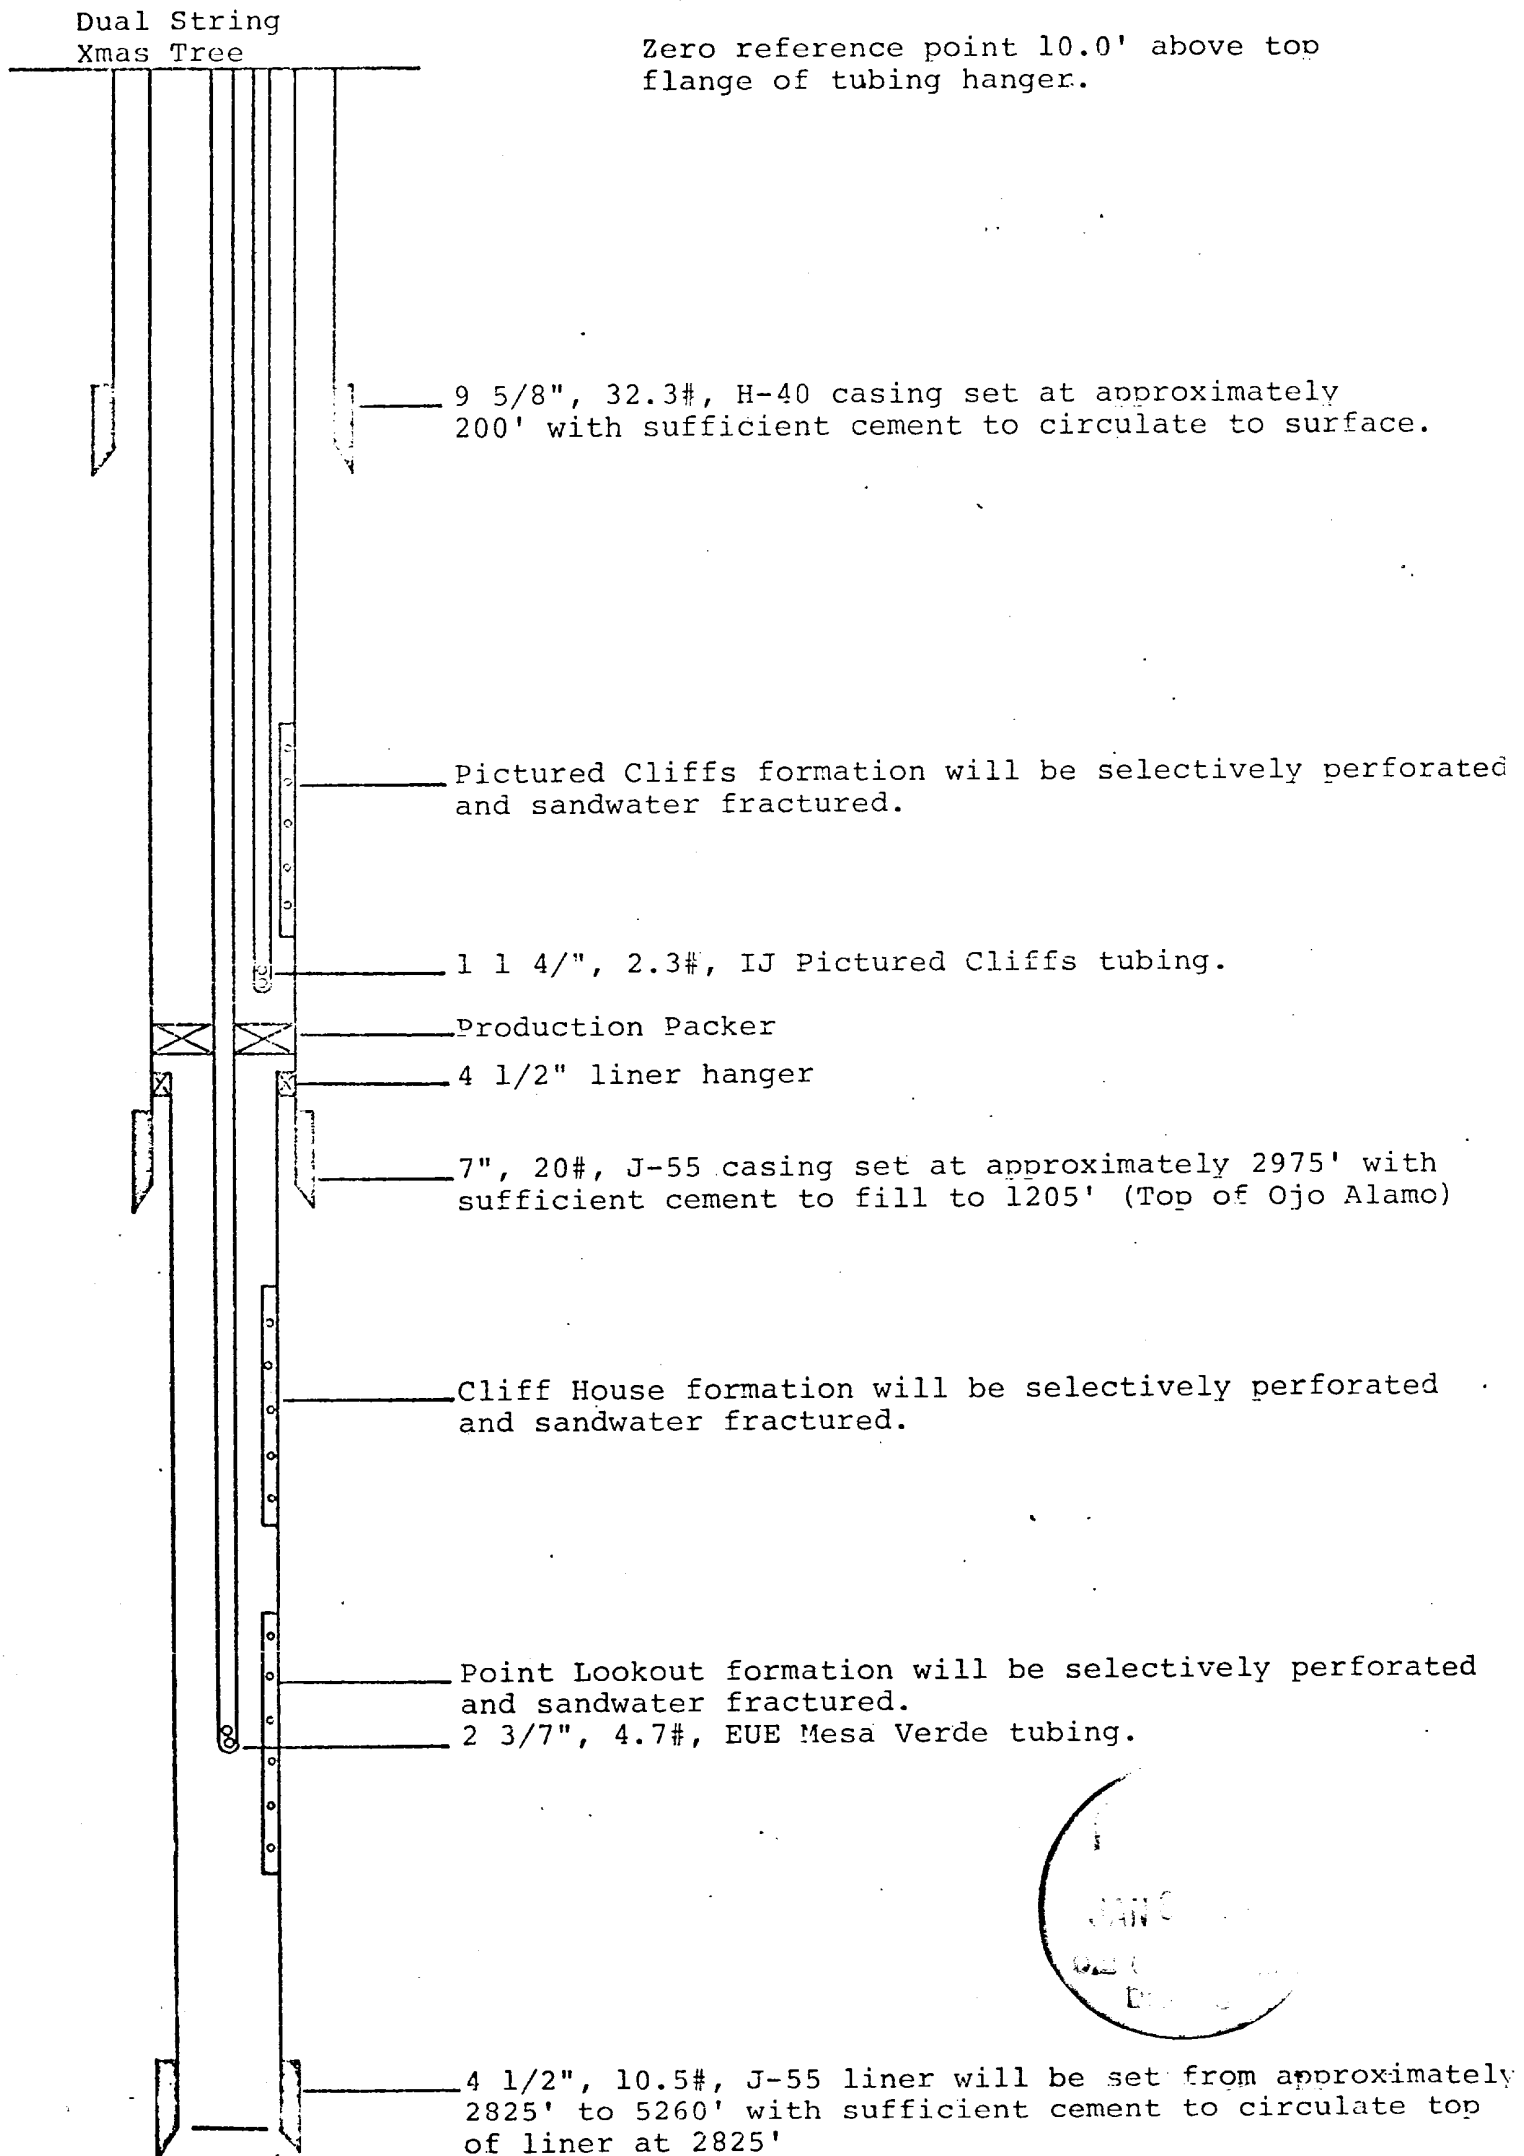 Dual String
Xmas Tree
Zero reference point 10.0' above top
flange of tubing hanger.
9 5/8", 32.3#, H-40 casing set at approximately
200' with sufficient cement to circulate to surface.
Pictured Cliffs formation will be selectively perforated
and sandwater fractured.
1 1 4/", 2.3#, IJ Pictured Cliffs tubing.
Production Packer
4 1/2" liner hanger
7", 20#, J-55 casing set at approximately 2975' with
sufficient cement to fill to 1205' (Top of Ojo Alamo)
Cliff House formation will be selectively perforated
and sandwater fractured.
Point Lookout formation will be selectively perforated
and sandwater fractured.
2 3/7", 4.7#, EUE Mesa Verde tubing.
JAN
4 1/2", 10.5#, J-55 liner will be set from approximately
2825' to 5260' with sufficient cement to circulate top
of liner at 2825'